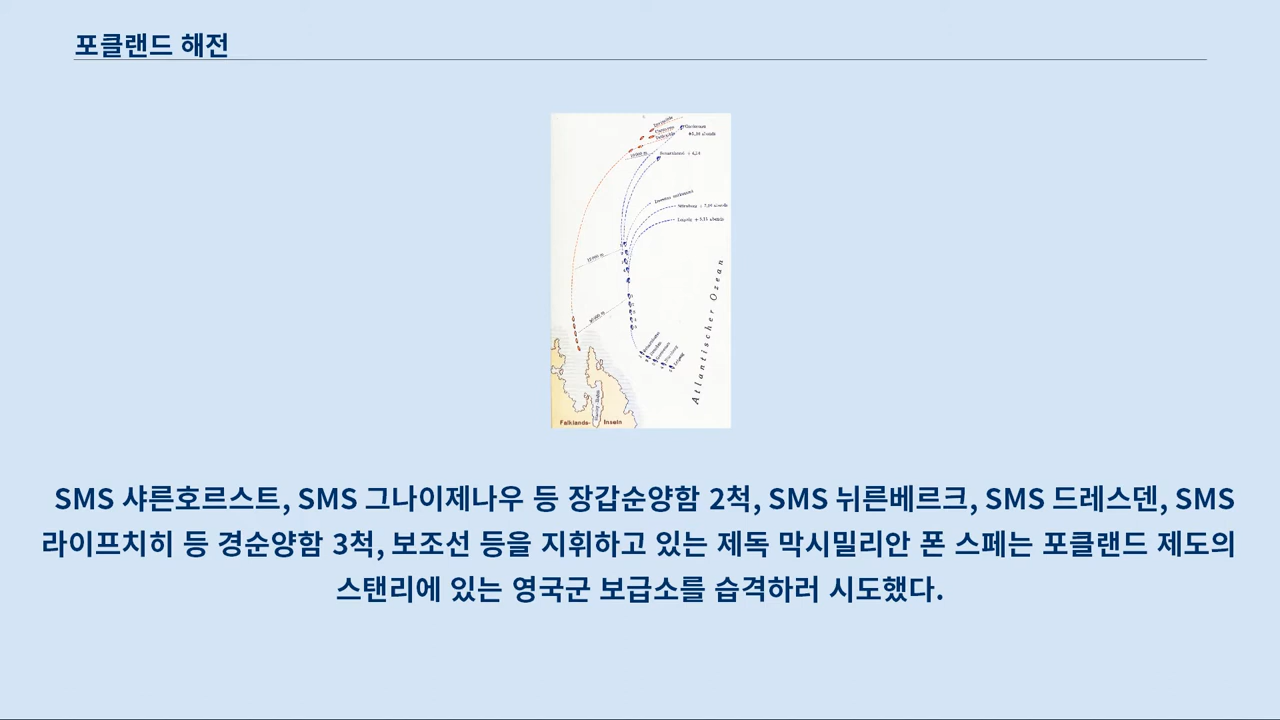 포클랜드 해전
Gneisenau
Scharnhorst
Nürnberg
Leipzig
Atlantischer Ozean
Falklands- Inseln
SMS 샤른호르스트, SMS 그나이제나우 등 장갑순양함 2척, SMS 뉘른베르크, SMS 드레스덴, SMS
라이프치히 등 경순양함 3척, 보조선 등을 지휘하고 있는 제독 막시밀리안 폰 스페는 포클랜드 제도의
스탠리에 있는 영국군 보급소를 습격하러 시도했다.